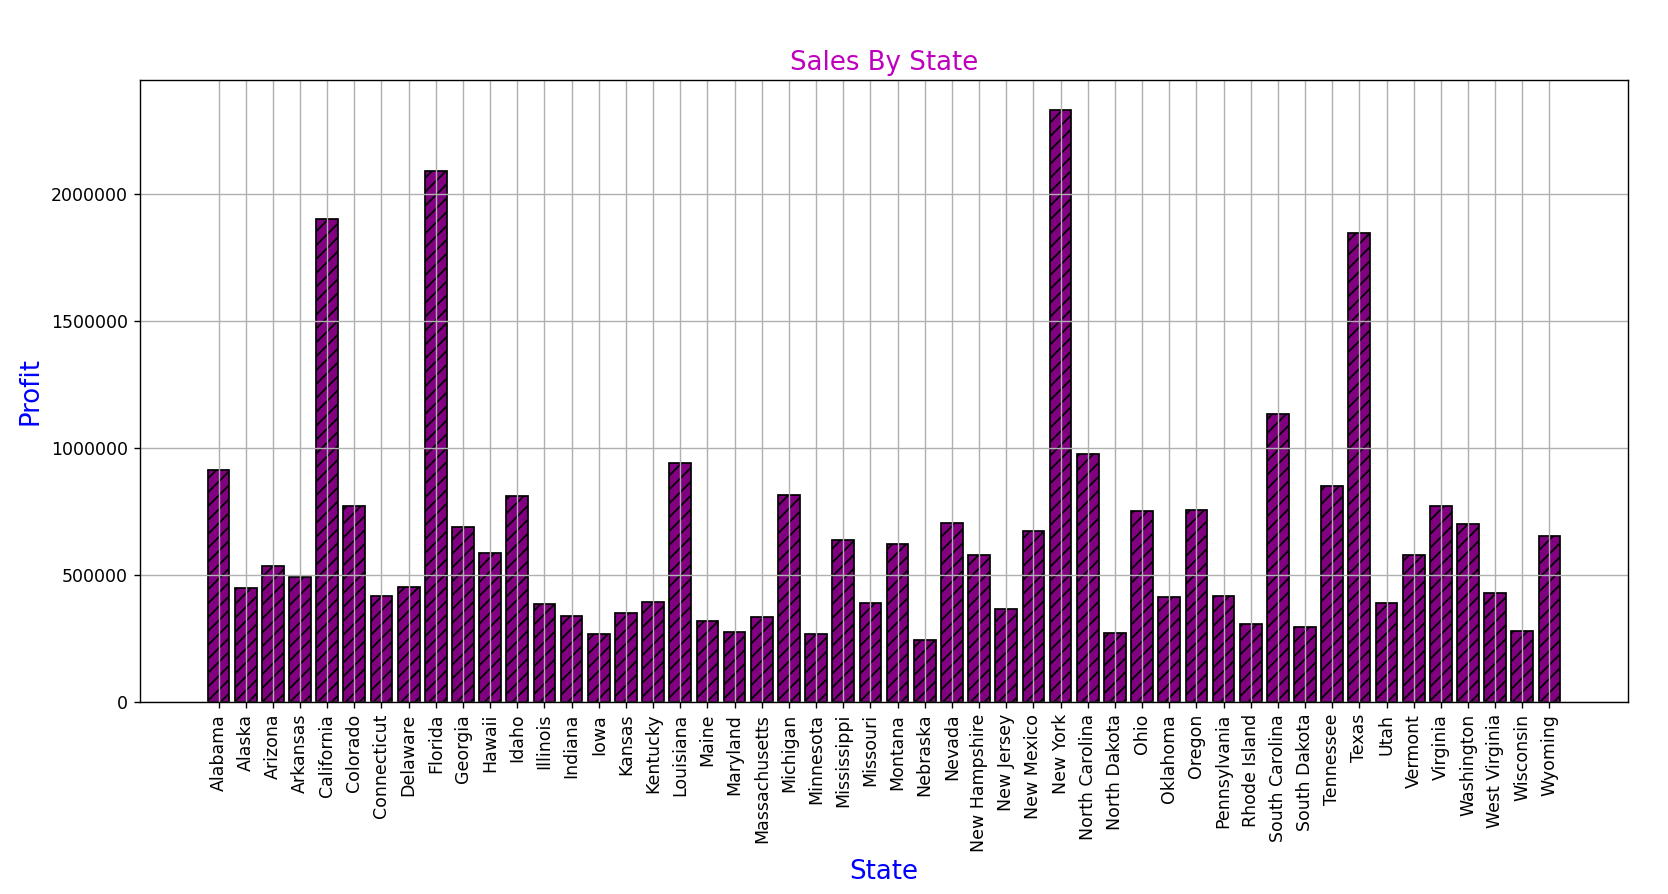 Sales By State
Profit
2000000
1500000
1000000
500000
0
Alabama
Alaska
Arizona
Arkansas
California
Colorado
Connecticut
Delaware
Florida
Georgia
Hawaii
Idaho
Illinois
Indiana
Iowa
Kansas
Kentucky
Louisiana
Maine
Maryland
Massachusetts
Michigan
Minnesota
Mississippi
Missouri
Montana
Nebraska
Nevada
New Hampshire
New Jersey
New Mexico
New York
North Carolina
North Dakota
Ohio
Oklahoma
Oregon
Pennsylvania
Rhode Island
South Carolina
South Dakota
Tennessee
Texas
Utah
Vermont
Virginia
Washington
West Virginia
Wisconsin
Wyoming
State